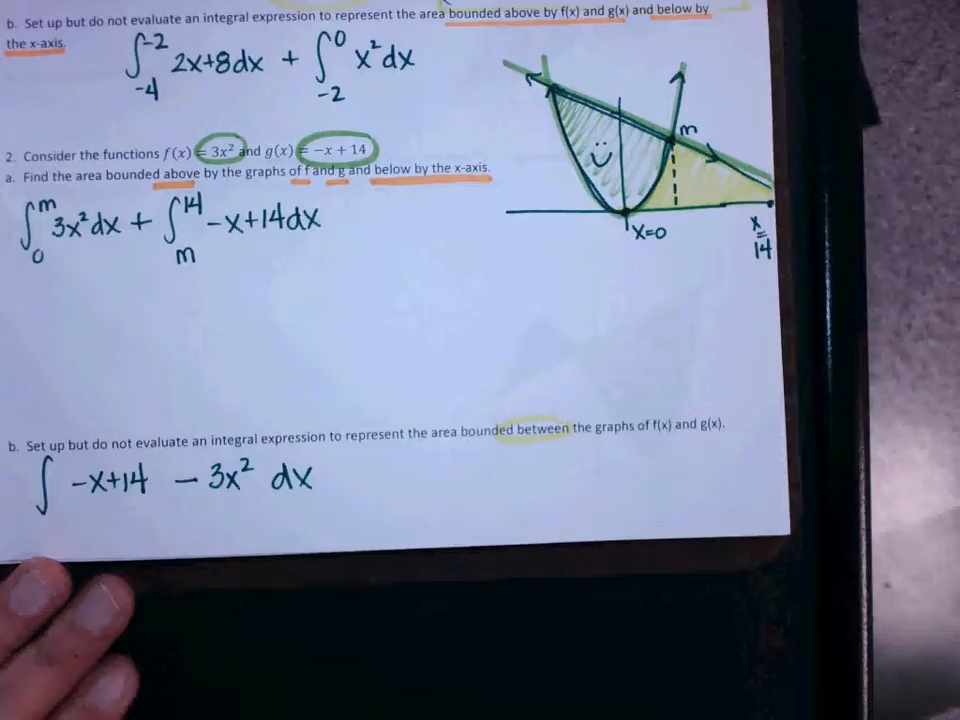 b. Set up but do not evaluate an integral expression to represent the area bounded above by f(x) and g(x) and below by
the x-axis.
∫_{-4}^{-2} 2x+8dx + ∫_{-2}^{0} x²dx
2. Consider the functions f(x) = 3x² and g(x) = −x + 14
a. Find the area bounded above by the graphs of f and g and below by the x-axis.
∫_{0}^{m} 3x²dx + ∫_{m}^{14} -x+14dx
m
x=0
x
=
14
b. Set up but do not evaluate an integral expression to represent the area bounded between the graphs of f(x) and g(x).
∫ -x+14 - 3x² dx